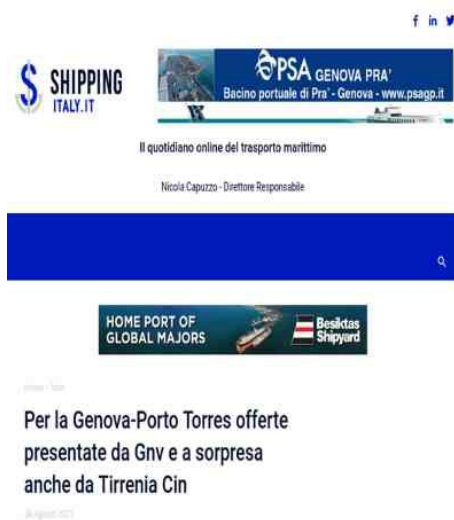 f in
SHIPPING
ITALY.IT
PSA GENOVA PRA'
Bacino portuale di Pra' - Genova - www.psagp.it
Il quotidiano online del trasporto marittimo
Nicola Capuzzo - Direttore Responsabile
HOME PORT OF
GLOBAL MAJORS
Besiktas
Shipyard
Per la Genova-Porto Torres offerte
presentate da Gnv e a sorpresa
anche da Tirrenia Cin